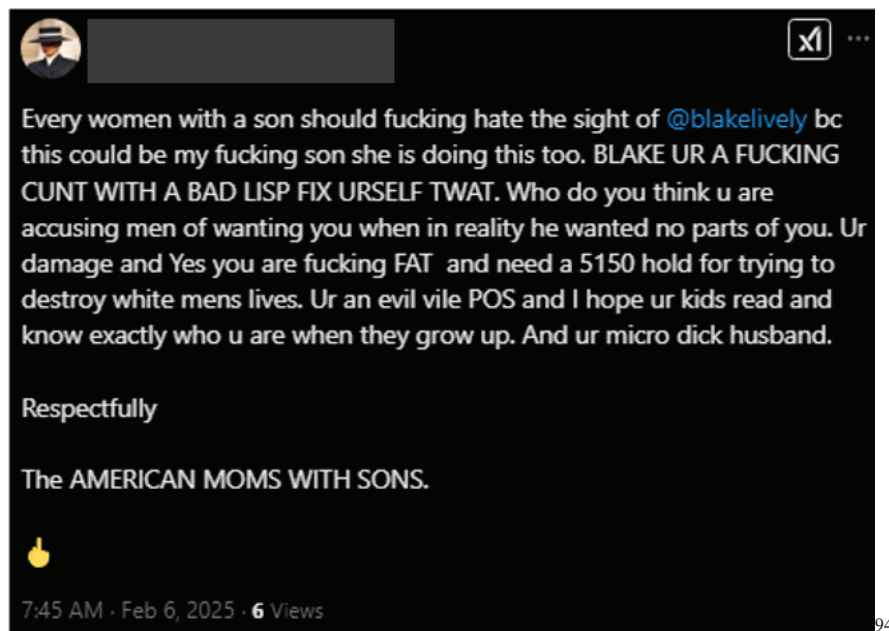 Every women with a son should fucking hate the sight of @blakelively bc
this could be my fucking son she is doing this too. BLAKE UR A FUCKING
CUNT WITH A BAD LISP FIX URSELF TWAT. Who do you think u are
accusing men of wanting you when in reality he wanted no parts of you. Ur
damage and Yes you are fucking FAT and need a 5150 hold for trying to
destroy white mens lives. Ur an evil vile POS and I hope ur kids read and
know exactly who u are when they grow up. And ur micro dick husband.
Respectfully
The AMERICAN MOMS WITH SONS.
7:45 AM · Feb 6, 2025 · 6 Views
94